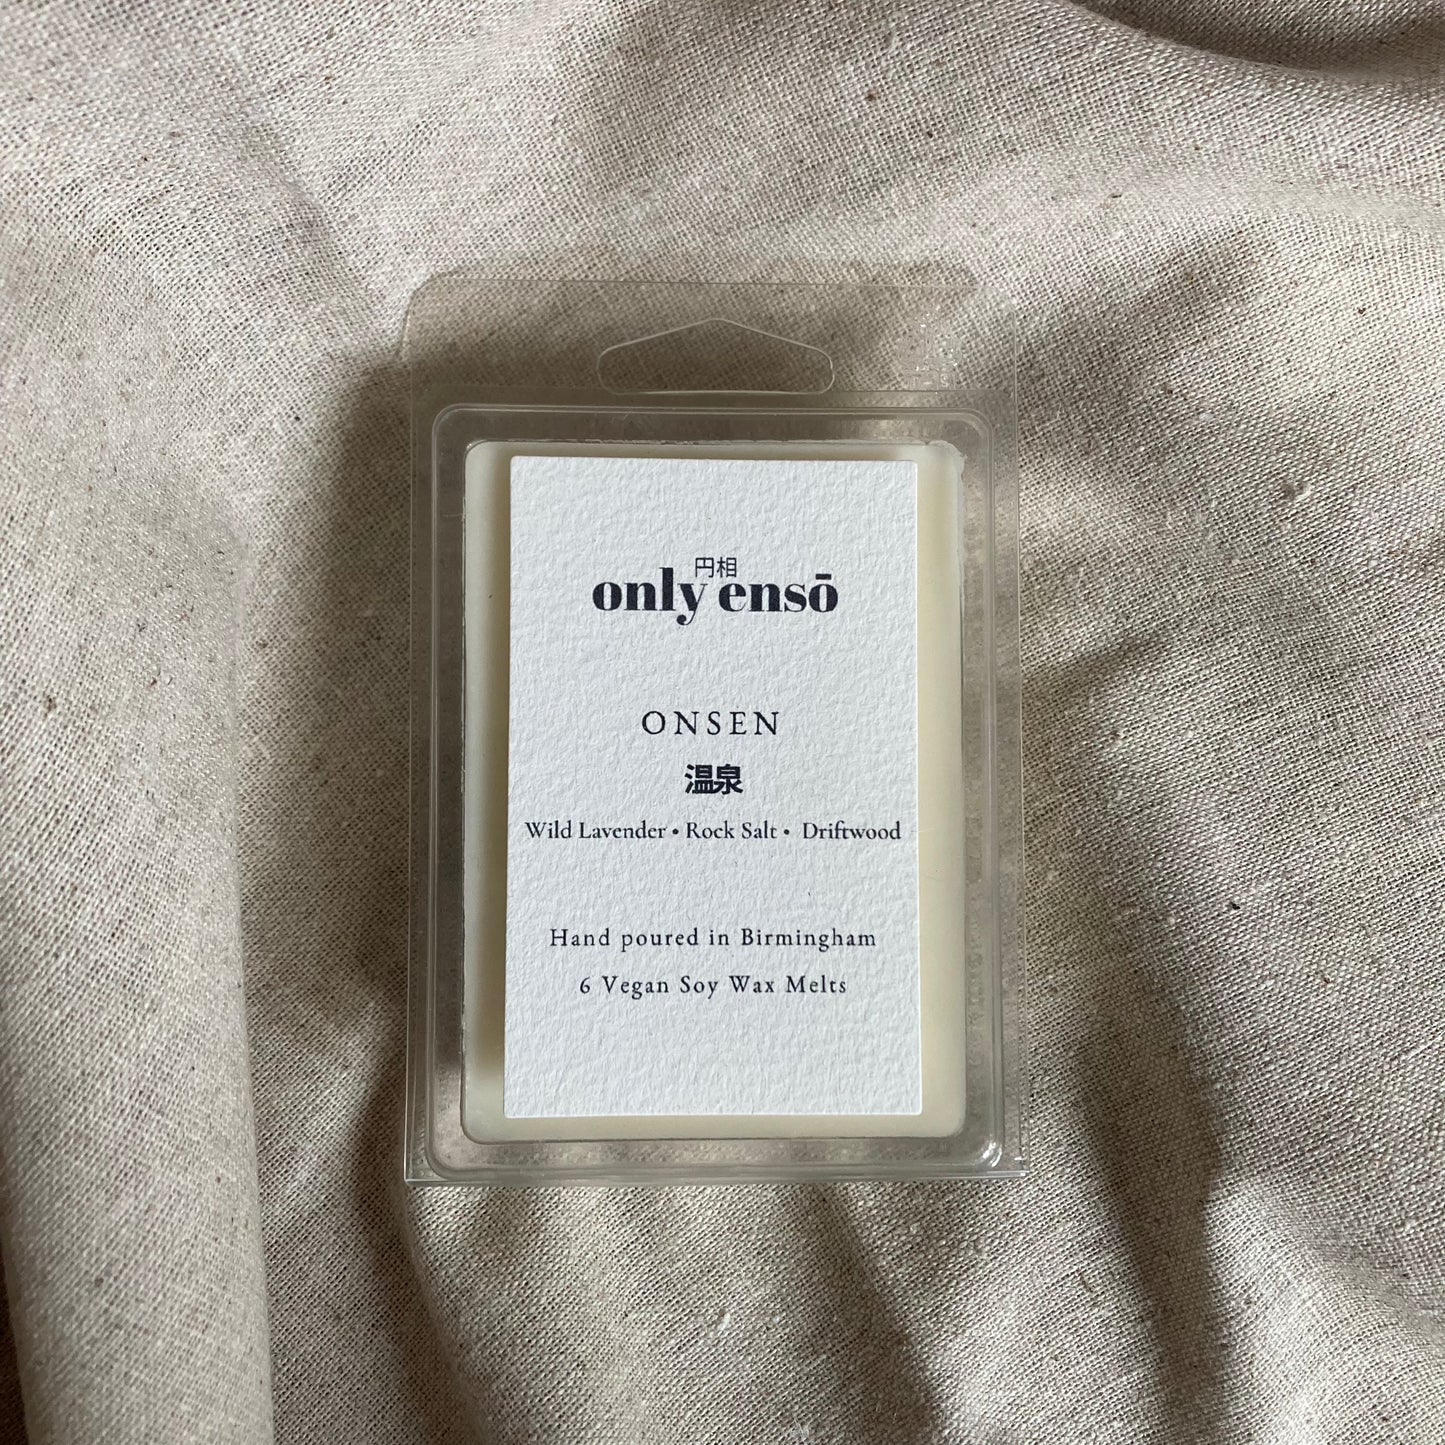 円相
only ensō
ONSEN
温泉
Wild Lavender • Rock Salt • Driftwood
Hand poured in Birmingham
6 Vegan Soy Wax Melts